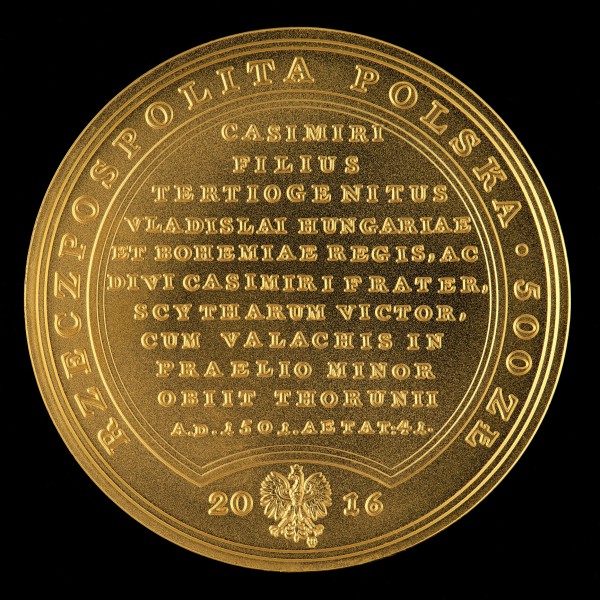 RZECZPOSPOLITA POLSKA · 500 ZŁ
CASIMIRI
FILIUS
TERTIOGENITUS
VLADISLAI HUNGARIAE
ET BOHEMIAE REGIS, AC
DIVI CASIMIRI FRATER,
SCYTHARUM VICTOR,
CUM VALACHIS IN
PRAELIO MINOR
OBIIT THORUNII
A.D.1501.AETAT.41.
2016